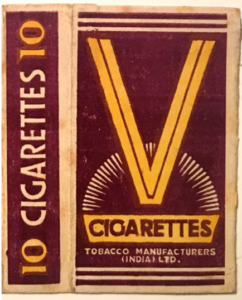 10 CIGARETTES 10
V
CIGARETTES
TOBACCO MANUFACTURERS
(INDIA) LTD.